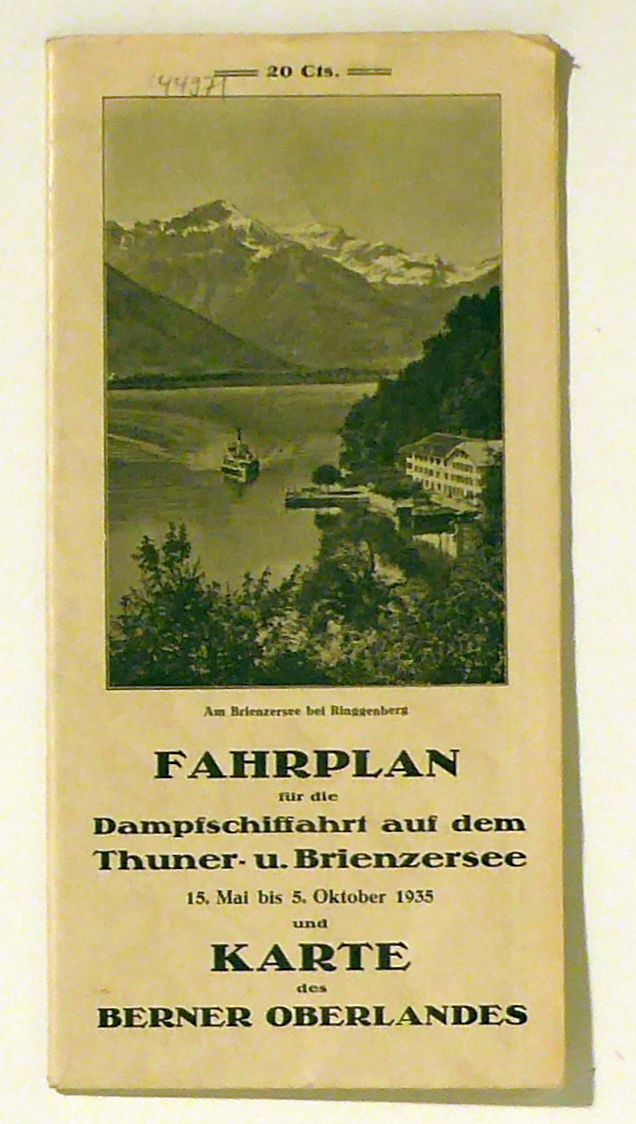 20 Cts.
44971
Am Brienzersee bei Ringgenberg
FAHRPLAN
für die
Dampfschiffahrt auf dem
Thuner- u. Brienzersee
15. Mai bis 5. Oktober 1935
und
KARTE
des
BERNER OBERLANDES